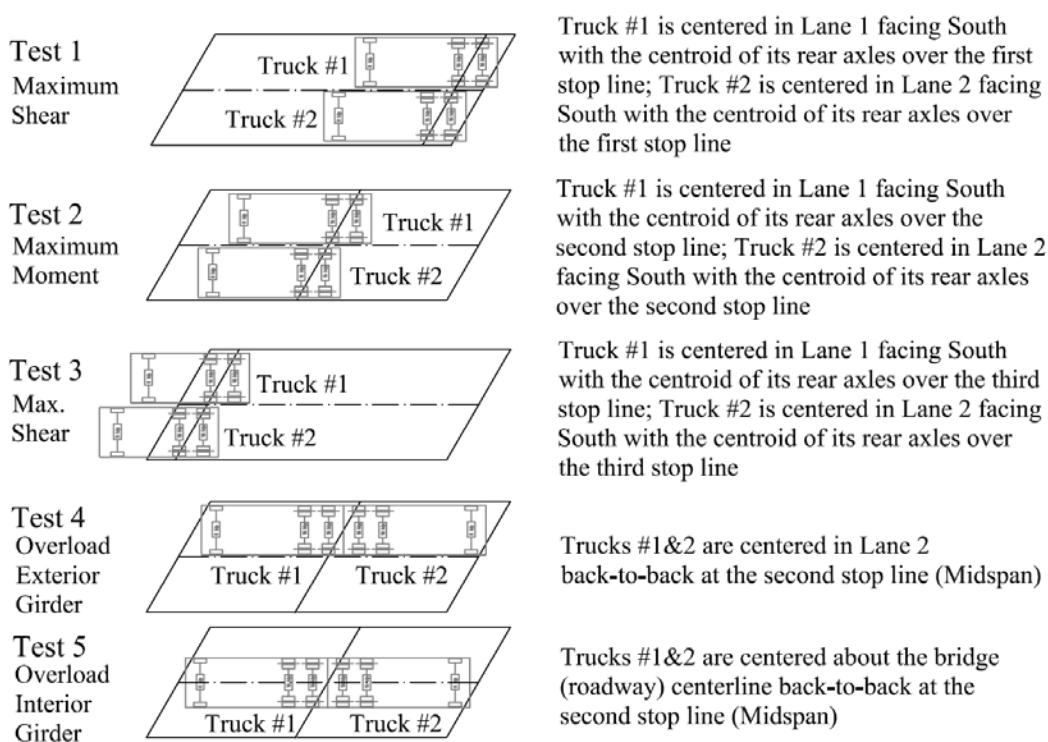 Test 1
Maximum
Shear
Truck #1
Truck #2
Truck #1 is centered in Lane 1 facing South
with the centroid of its rear axles over the first
stop line; Truck #2 is centered in Lane 2 facing
South with the centroid of its rear axles over
the first stop line
Test 2
Maximum
Moment
Truck #1
Truck #2
Truck #1 is centered in Lane 1 facing South
with the centroid of its rear axles over the
second stop line; Truck #2 is centered in Lane 2
facing South with the centroid of its rear axles
over the second stop line
Test 3
Max.
Shear
Truck #1
Truck #2
Truck #1 is centered in Lane 1 facing South
with the centroid of its rear axles over the third
stop line; Truck #2 is centered in Lane 2 facing
South with the centroid of its rear axles over
the third stop line
Test 4
Overload
Exterior
Girder
Truck #1
Truck #2
Trucks #1&2 are centered in Lane 2
back-to-back at the second stop line (Midspan)
Test 5
Overload
Interior
Girder
Truck #1
Truck #2
Trucks #1&2 are centered about the bridge
(roadway) centerline back-to-back at the
second stop line (Midspan)